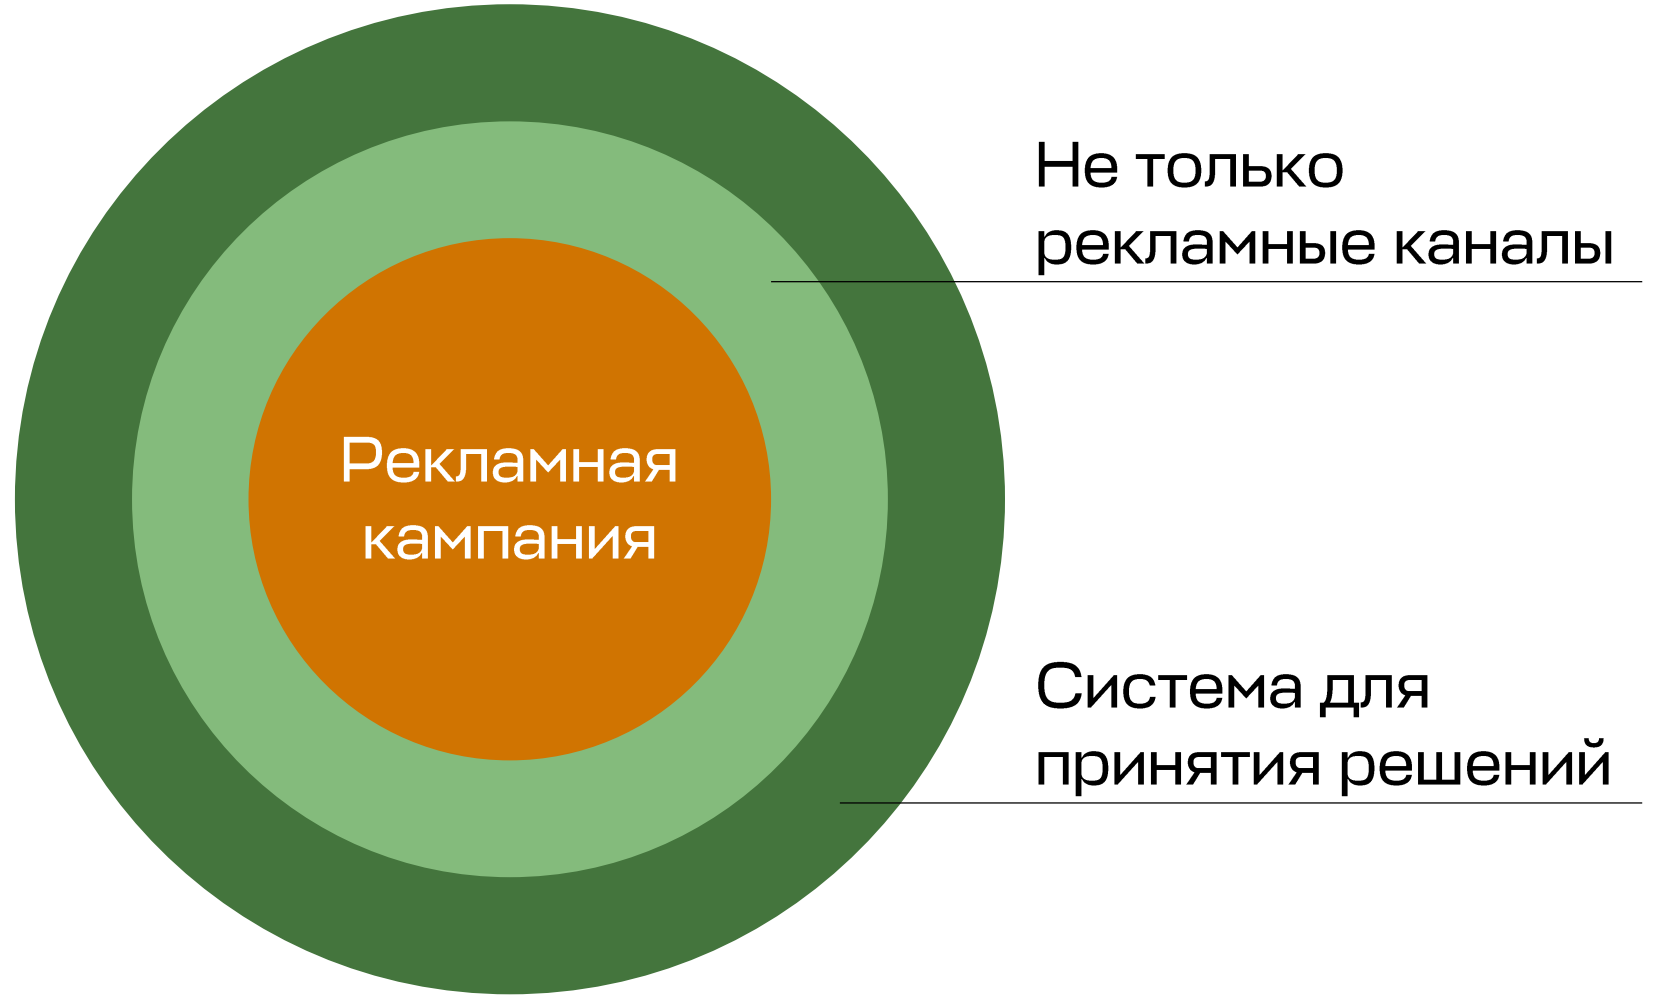 Не только
рекламные каналы
Рекламная
кампания
Система для
принятия решений